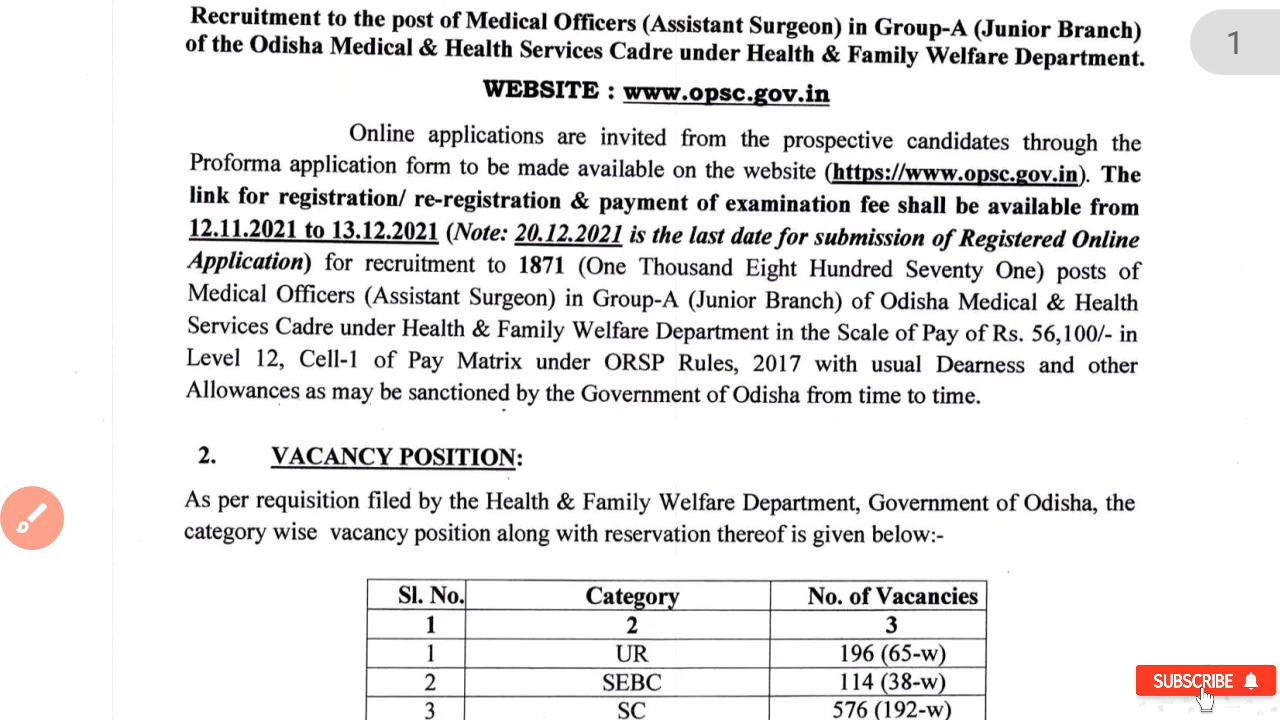 Recruitment to the post of Medical Officers (Assistant Surgeon) in Group-A (Junior Branch)
of the Odisha Medical & Health Services Cadre under Health & Family Welfare Department.
1
WEBSITE : www.opsc.gov.in
Online applications are invited from the prospective candidates through the
Proforma application form to be made available on the website (https://www.opsc.gov.in). The
link for registration/ re-registration & payment of examination fee shall be available from
12.11.2021 to 13.12.2021 (Note: 20.12.2021 is the last date for submission of Registered Online
Application) for recruitment to 1871 (One Thousand Eight Hundred Seventy One) posts of
Medical Officers (Assistant Surgeon) in Group-A (Junior Branch) of Odisha Medical & Health
Services Cadre under Health & Family Welfare Department in the Scale of Pay of Rs. 56,100/- in
Level 12, Cell-1 of Pay Matrix under ORSP Rules, 2017 with usual Dearness and other
Allowances as may be sanctioned by the Government of Odisha from time to time.
2. VACANCY POSITION:
As per requisition filed by the Health & Family Welfare Department, Government of Odisha, the
category wise vacancy position along with reservation thereof is given below:-
Sl. No. Category No. of Vacancies
1 2 3
1 UR 196 (65-w)
2 SEBC 114 (38-w)
3 SC 576 (192-w)
SUBSCRIBE